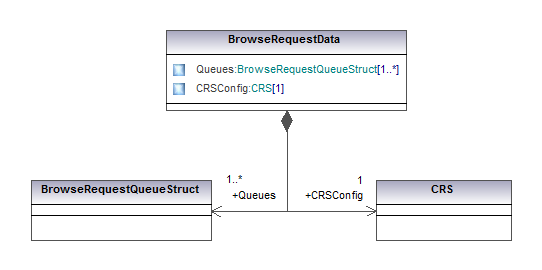 BrowseRequestData
Queues:BrowseRequestQueueStruct[1..*]
CRSConfig:CRS[1]
BrowseRequestQueueStruct
1..*
+Queues
1
+CRSConfig
CRS